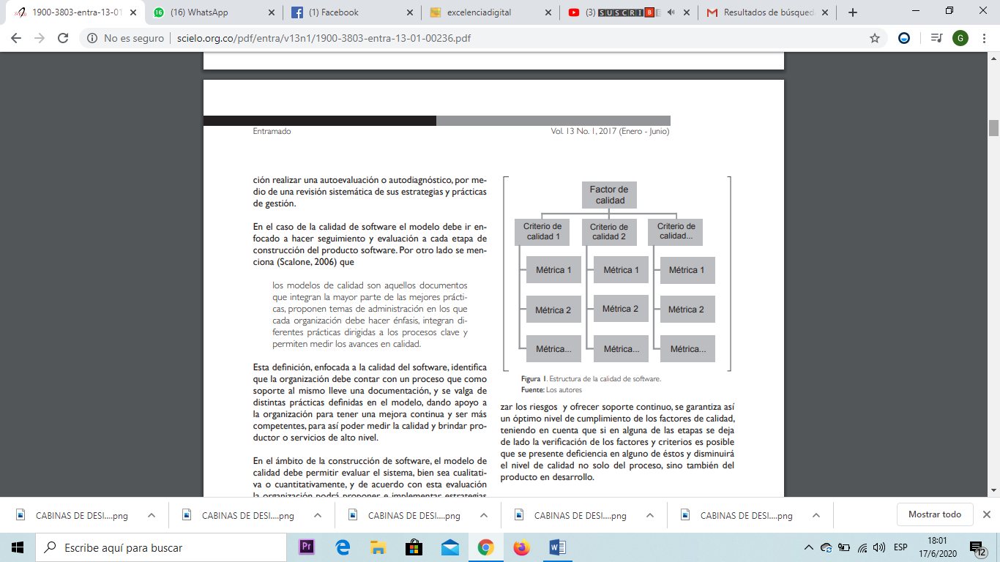 1900-3803-entra-13-01
(16) WhatsApp
(1) Facebook
excelenciadigital
(3) SUSCRIBE
Resultados de búsqued
No es seguro
scielo.org.co/pdf/entra/v13n1/1900-3803-entra-13-01-00236.pdf
G
Entramado
Vol. 13 No. 1, 2017 (Enero - Junio)
ción realizar una autoevaluación o autodiagnóstico, por me-
dio de una revisión sistemática de sus estrategias y prácticas
de gestión.
En el caso de la calidad de software el modelo debe ir en-
focado a hacer seguimiento y evaluación a cada etapa de
construcción del producto software. Por otro lado se men-
ciona (Scalone, 2006) que
los modelos de calidad son aquellos documentos
que integran la mayor parte de las mejores prácti-
cas, proponen temas de administración en los que
cada organización debe hacer énfasis, integran di-
ferentes prácticas dirigidas a los procesos clave y
permiten medir los avances en calidad.
Esta definición, enfocada a la calidad del software, identifica
que la organización debe contar con un proceso que como
soporte al mismo lleve una documentación, y se valga de
distintas prácticas definidas en el modelo, dando apoyo a
la organización para tener una mejora continua y ser más
competentes, para así poder medir la calidad y brindar pro-
ductor o servicios de alto nivel.
En el ámbito de la construcción de software, el modelo de
calidad debe permitir evaluar el sistema, bien sea cualitati-
va o cuantitativamente, y de acuerdo con esta evaluación
la organización podrá proponer e implementar estrategias
Factor de
calidad
Criterio de
calidad 1
Criterio de
calidad 2
Criterio de
calidad...
Métrica 1
Métrica 1
Métrica 1
Métrica 2
Métrica 2
Métrica 2
Métrica...
Métrica...
Métrica...
Figura 1. Estructura de la calidad de software.
Fuente: Los autores
zar los riesgos y ofrecer soporte continuo, se garantiza así
un óptimo nivel de cumplimiento de los factores de calidad,
teniendo en cuenta que si en alguna de las etapas se deja
de lado la verificación de los factores y criterios es posible
que se presente deficiencia en alguno de éstos y disminuirá
el nivel de calidad no solo del proceso, sino también del
producto en desarrollo.
CABINAS DE DESI....png
CABINAS DE DESI....png
CABINAS DE DESI....png
CABINAS DE DESI....png
CABINAS DE DESI....png
Mostrar todo
Escribe aquí para buscar
Pr
ESP
18:01
17/6/2020
12